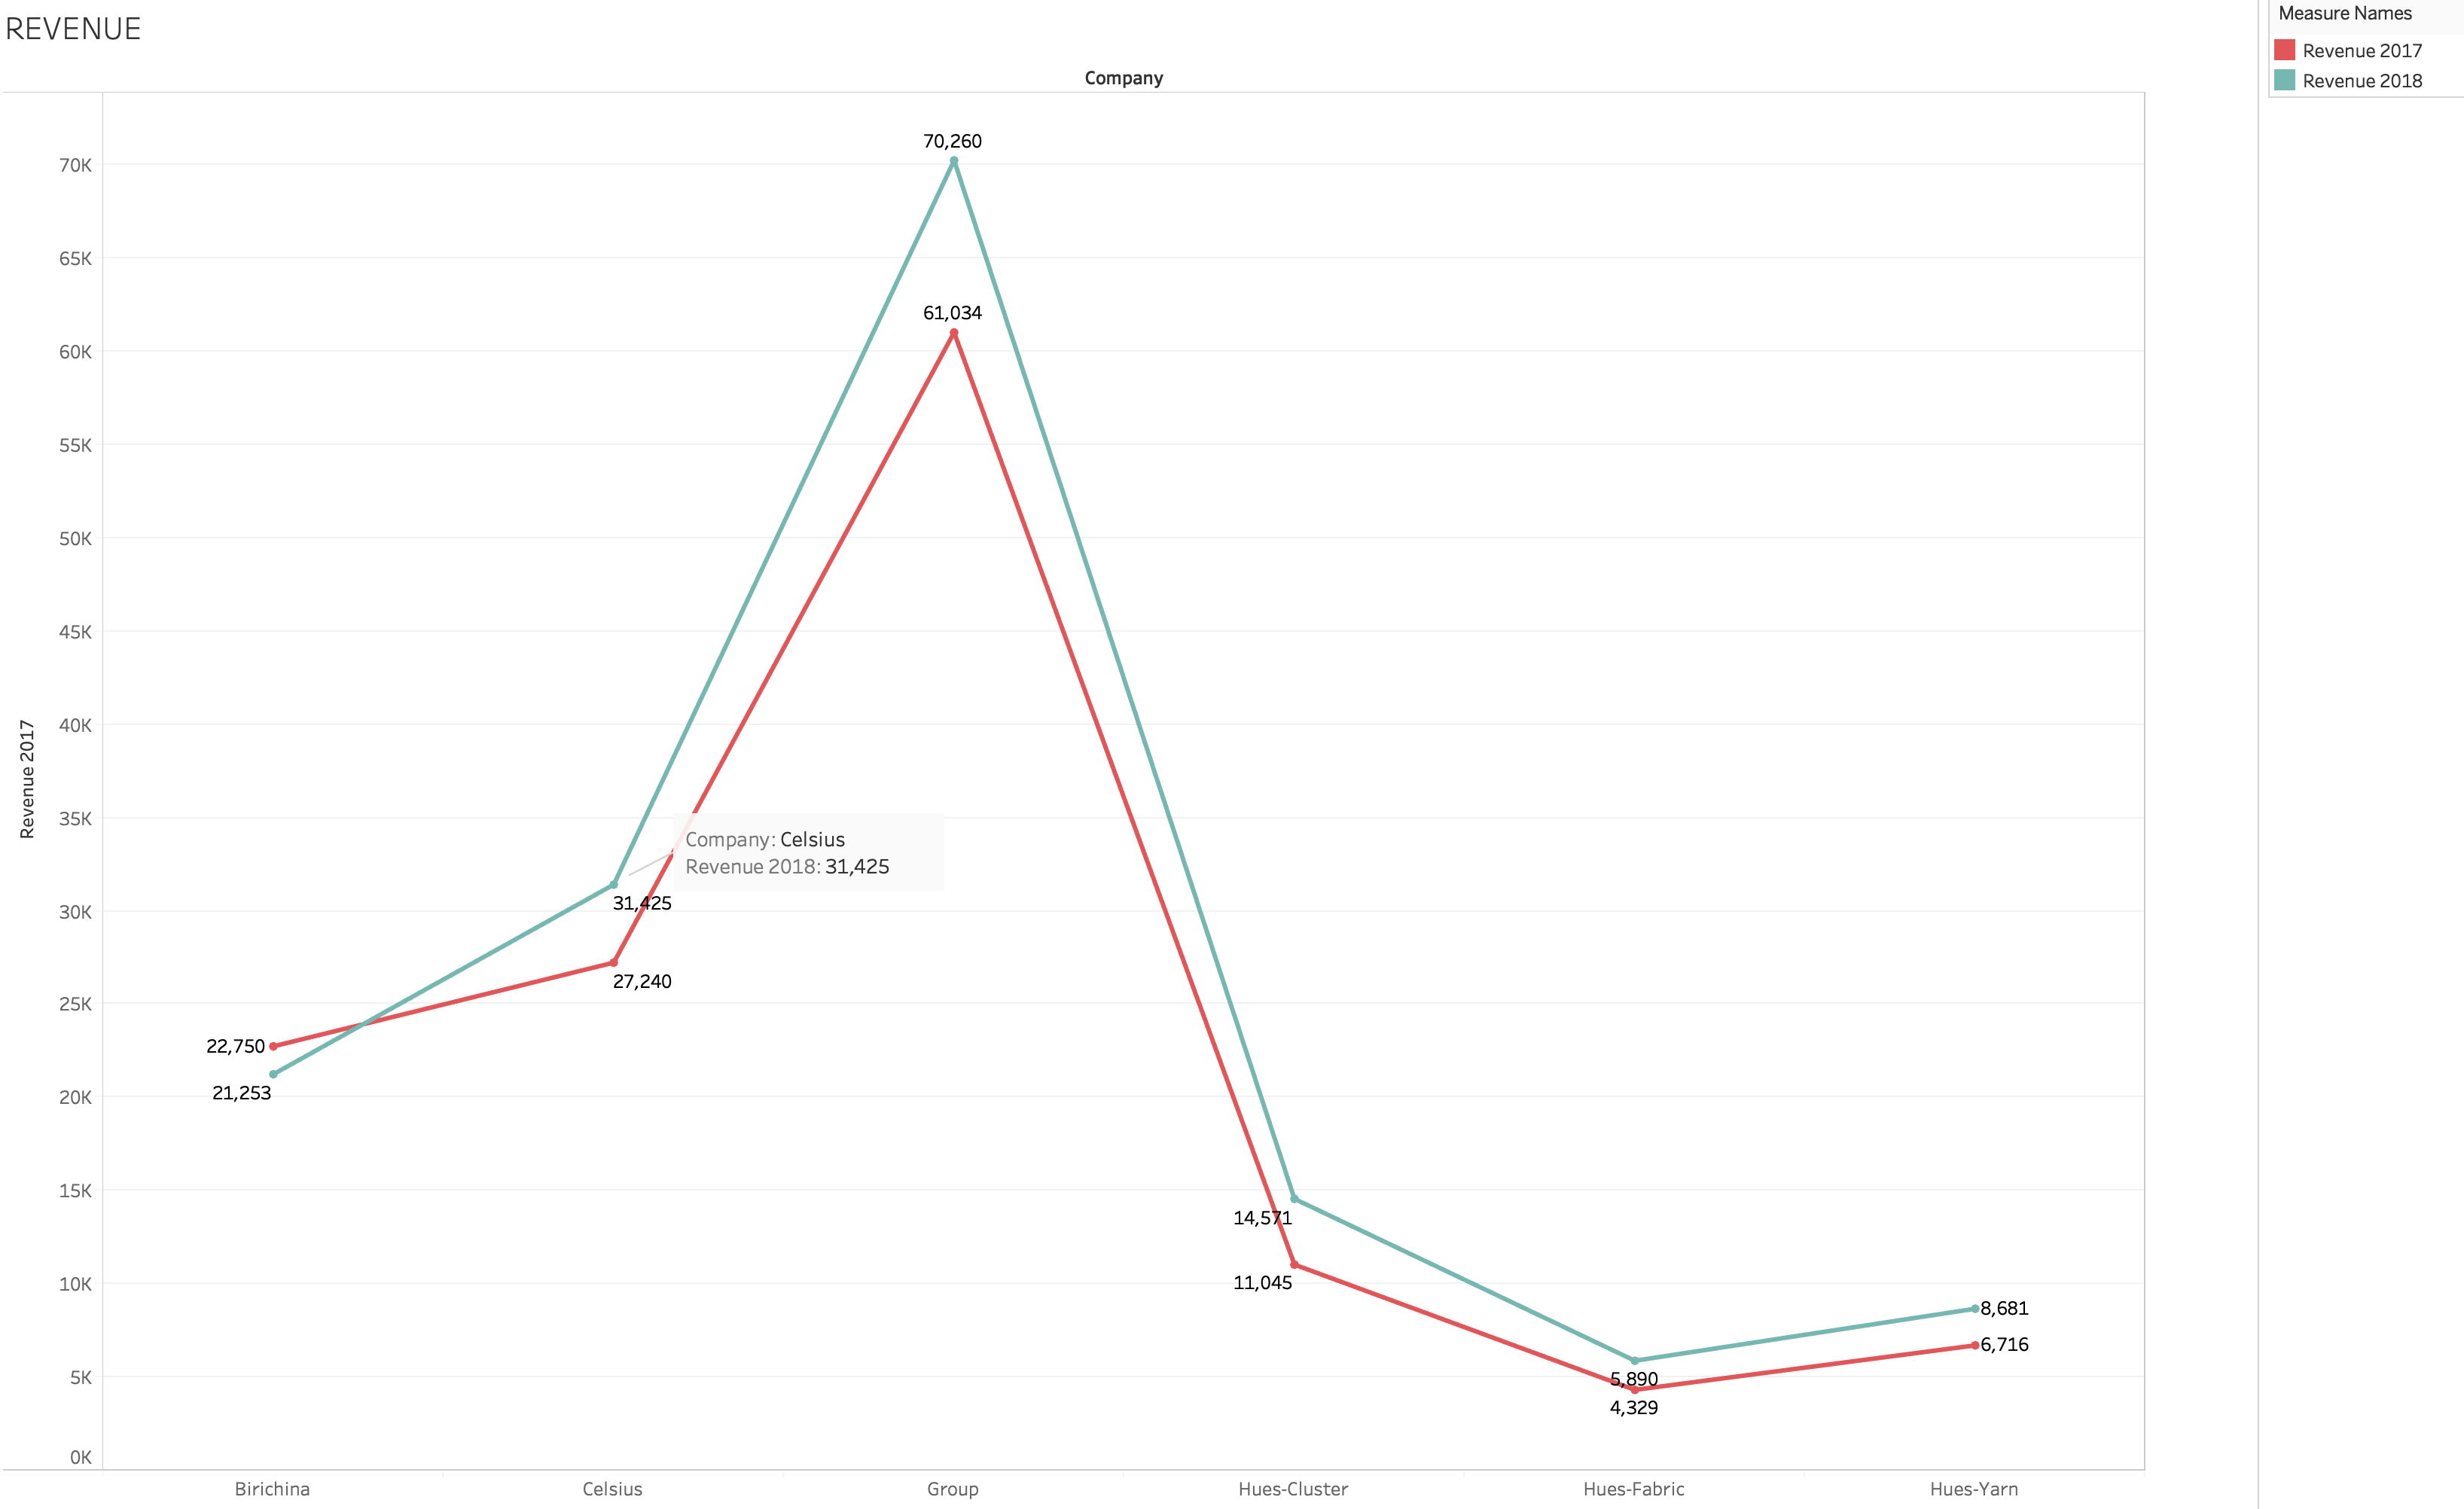 REVENUE
Measure Names
Revenue 2017
Revenue 2018
Company
70,260
70K
65K
61,034
60K
55K
50K
45K
40K
Revenue 2017
35K
Company: Celsius
Revenue 2018: 31,425
31,425
30K
27,240
25K
22,750
21,253
20K
15K
14,571
11,045
10K
8,681
6,716
5K
5,890
4,329
0K
Birichina Celsius Group Hues-Cluster Hues-Fabric Hues-Yarn